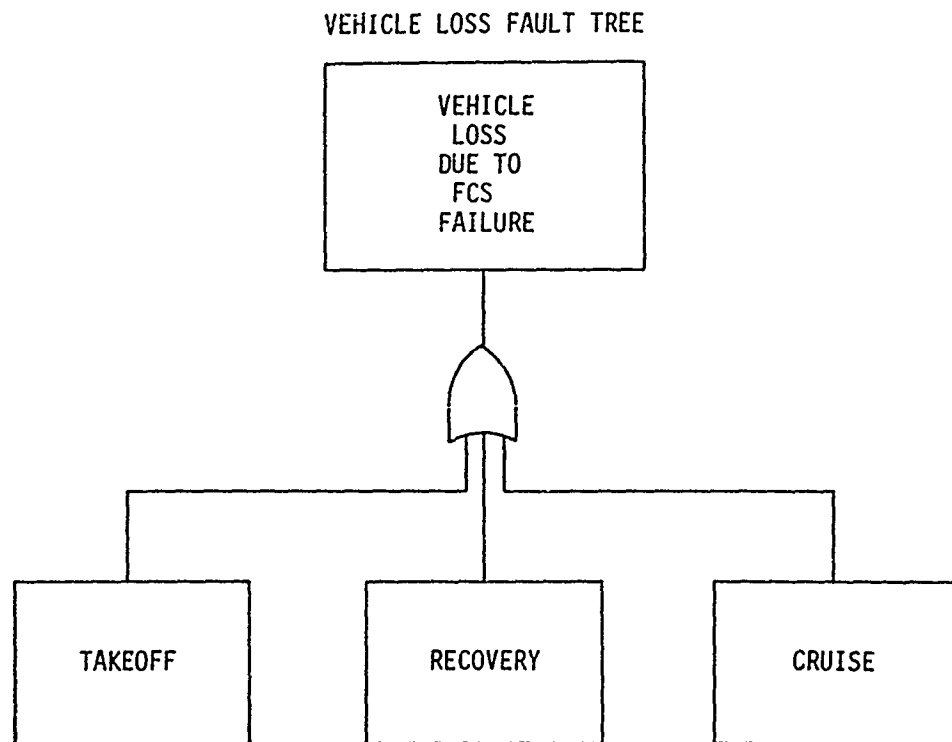 VEHICLE LOSS FAULT TREE
VEHICLE
LOSS
DUE TO
FCS
FAILURE
TAKEOFF
RECOVERY
CRUISE